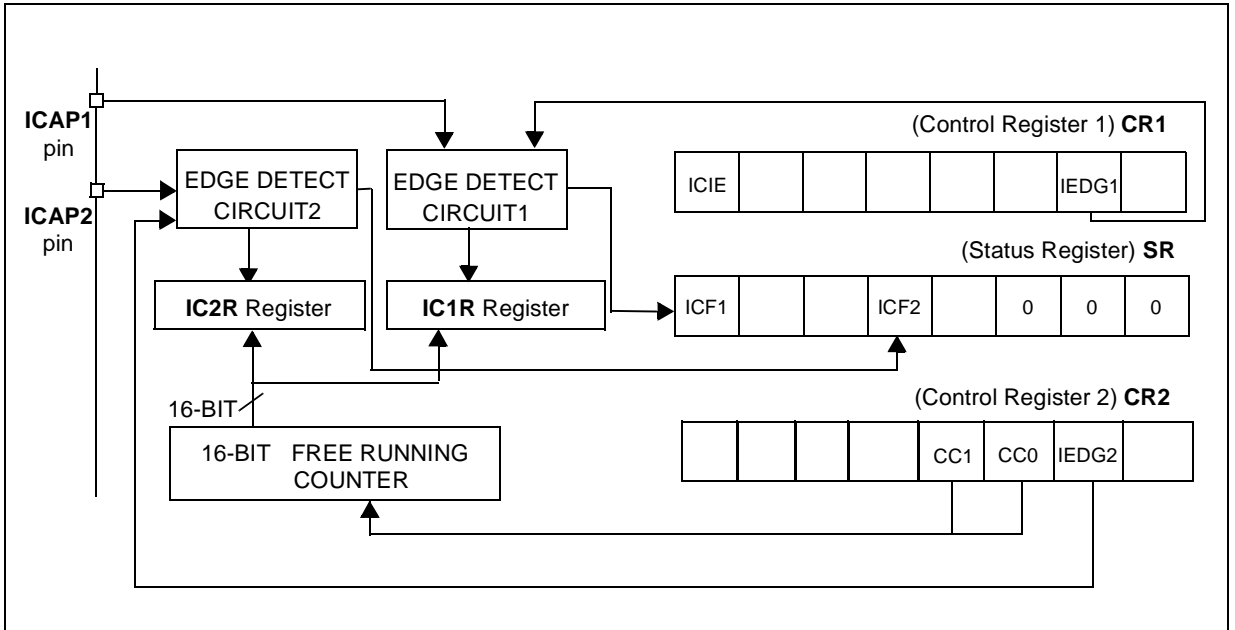 ICAP1
pin
ICAP2
pin
EDGE DETECT
CIRCUIT2
EDGE DETECT
CIRCUIT1
(Control Register 1) CR1
ICIE IEDG1
(Status Register) SR
IC2R Register
IC1R Register
ICF1 ICF2 0 0 0
16-BIT
(Control Register 2) CR2
16-BIT FREE RUNNING
COUNTER
CC1 CC0 IEDG2